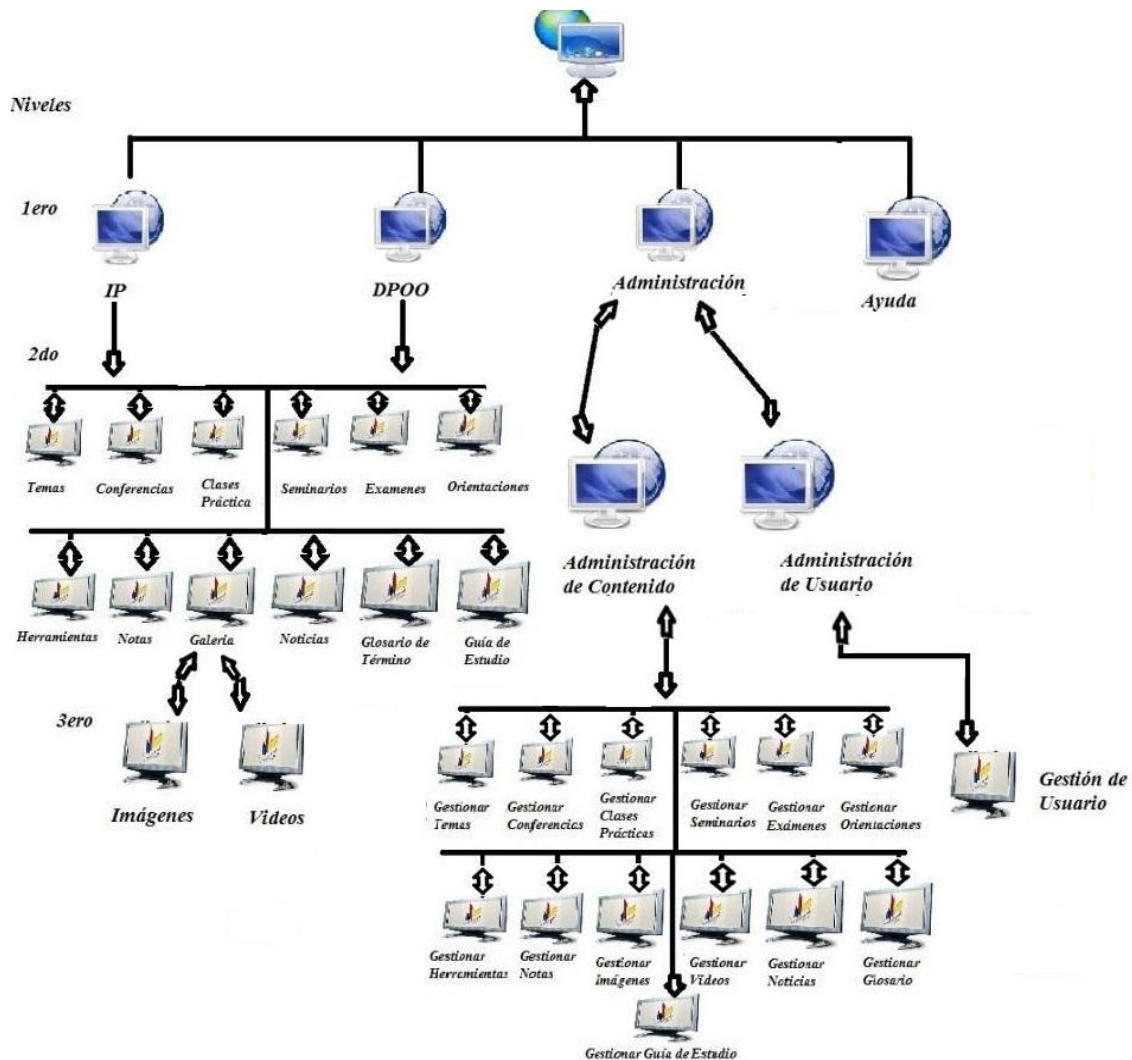 Niveles
1ero
IP
DPOO
Administración
Ayuda
2do
Temas
Conferencias
Clases
Práctica
Seminarios
Examenes
Orientaciones
Administración
de Contenido
Administración
de Usuario
Herramientas
Notas
Galeria
Noticias
Glosario de
Término
Guía de
Estudio
3ero
Imágenes
Videos
Gestionar
Temas
Gestionar
Conferencias
Gestionar
Clases
Prácticas
Gestionar
Seminarios
Gestionar
Exámenes
Gestionar
Orientaciones
Gestión de
Usuario
Gestionar
Herramientas
Gestionar
Notas
Gestionar
Imágenes
Gestionar
Videos
Gestionar
Noticias
Gestionar
Glosario
Gestionar Guía de Estudio